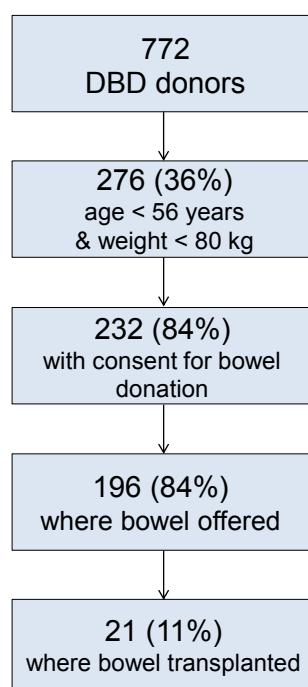 772
DBD donors
276 (36%)
age < 56 years
& weight < 80 kg
232 (84%)
with consent for bowel
donation
196 (84%)
where bowel offered
21 (11%)
where bowel transplanted